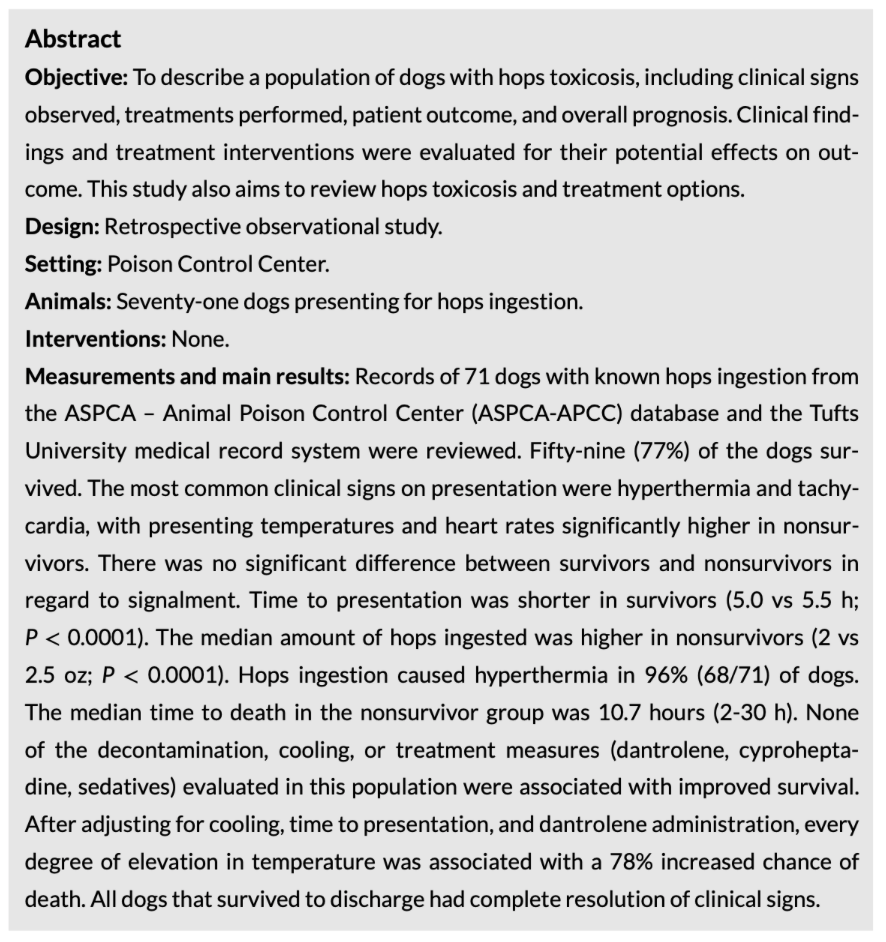 Abstract
Objective: To describe a population of dogs with hops toxicosis, including clinical signs
observed, treatments performed, patient outcome, and overall prognosis. Clinical find-
ings and treatment interventions were evaluated for their potential effects on out-
come. This study also aims to review hops toxicosis and treatment options.
Design: Retrospective observational study.
Setting: Poison Control Center.
Animals: Seventy-one dogs presenting for hops ingestion.
Interventions: None.
Measurements and main results: Records of 71 dogs with known hops ingestion from
the ASPCA – Animal Poison Control Center (ASPCA-APCC) database and the Tufts
University medical record system were reviewed. Fifty-nine (77%) of the dogs sur-
vived. The most common clinical signs on presentation were hyperthermia and tachy-
cardia, with presenting temperatures and heart rates significantly higher in nonsur-
vivors. There was no significant difference between survivors and nonsurvivors in
regard to signalment. Time to presentation was shorter in survivors (5.0 vs 5.5 h;
P < 0.0001). The median amount of hops ingested was higher in nonsurvivors (2 vs
2.5 oz; P < 0.0001). Hops ingestion caused hyperthermia in 96% (68/71) of dogs.
The median time to death in the nonsurvivor group was 10.7 hours (2-30 h). None
of the decontamination, cooling, or treatment measures (dantrolene, cyprohepta-
dine, sedatives) evaluated in this population were associated with improved survival.
After adjusting for cooling, time to presentation, and dantrolene administration, every
degree of elevation in temperature was associated with a 78% increased chance of
death. All dogs that survived to discharge had complete resolution of clinical signs.